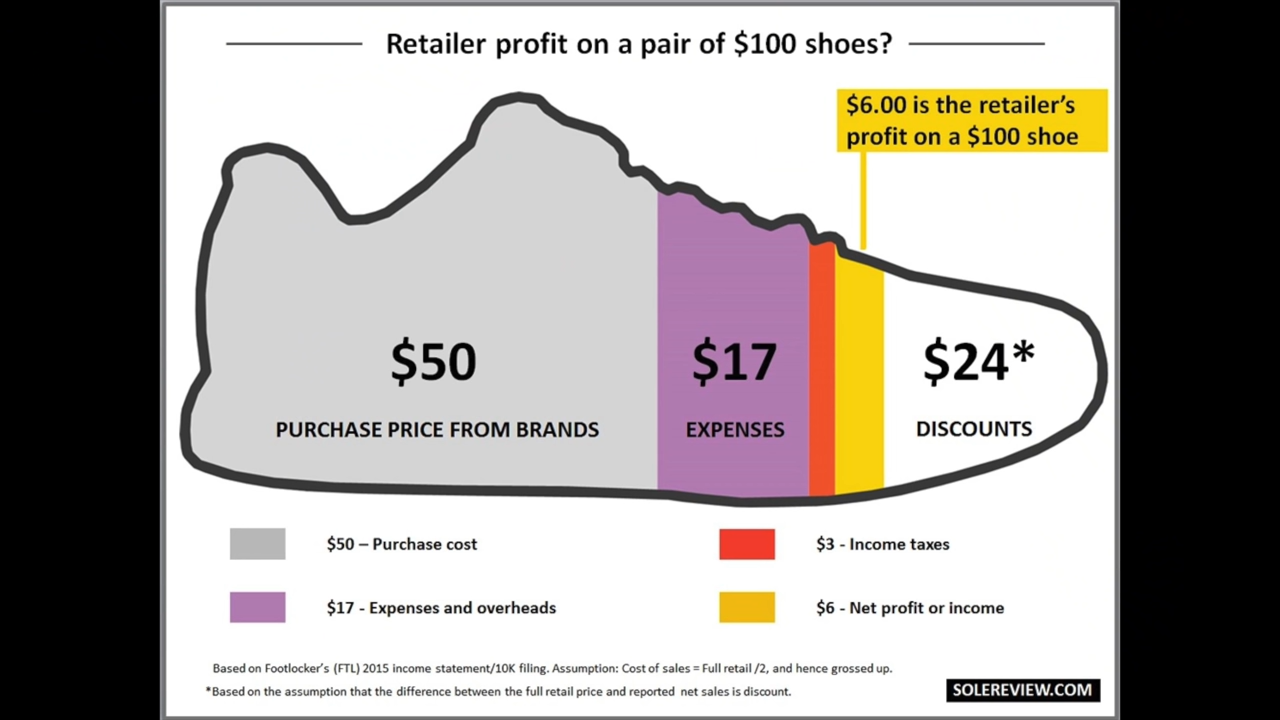 Retailer profit on a pair of $100 shoes?
$6.00 is the retailer's
profit on a $100 shoe
$50
PURCHASE PRICE FROM BRANDS
$17
EXPENSES
$24*
DISCOUNTS
$50 – Purchase cost
$3 - Income taxes
$17 - Expenses and overheads
$6 - Net profit or income
Based on Footlocker's (FTL) 2015 income statement/10K filing. Assumption: Cost of sales = Full retail /2, and hence grossed up.
*Based on the assumption that the difference between the full retail price and reported net sales is discount.
SOLEREVIEW.COM